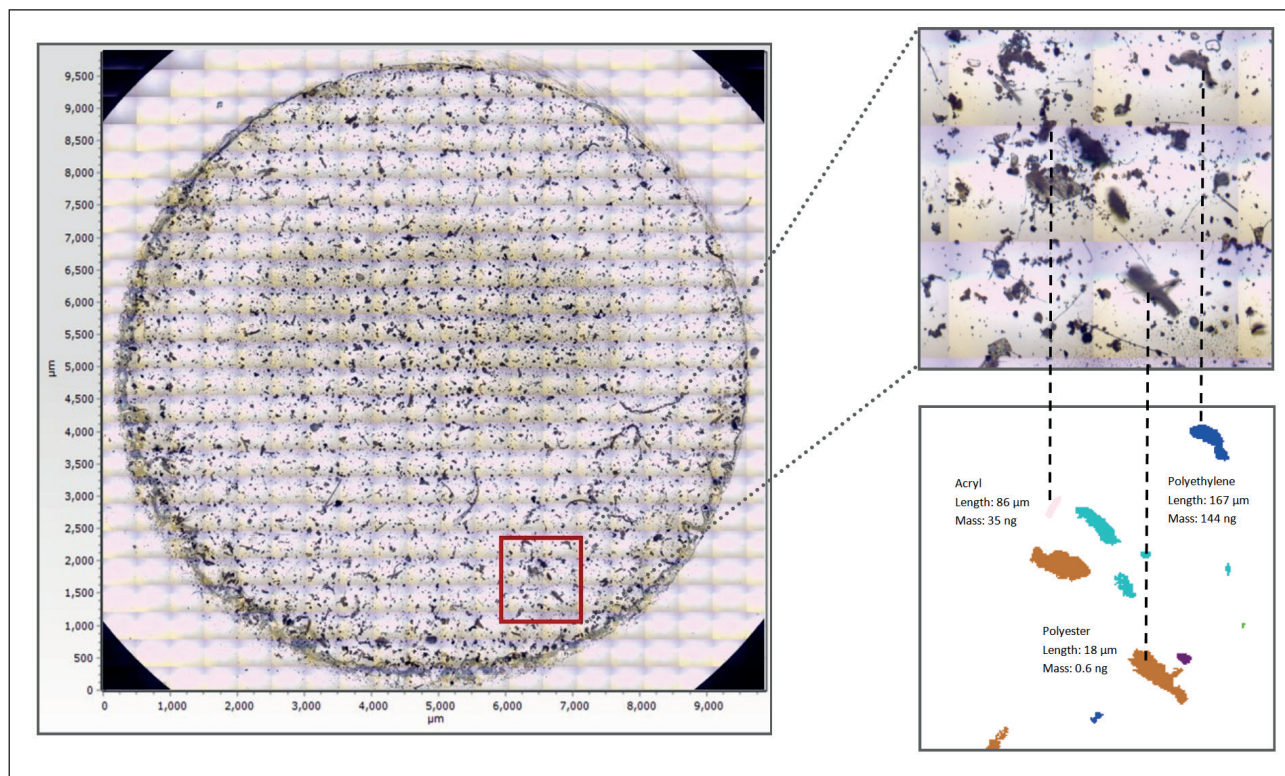 9,500
9,000
8,500
8,000
7,500
7,000
6,500
6,000
5,500
5,000
4,500
4,000
3,500
3,000
2,500
2,000
1,500
1,000
500
0
µm
0 1,000 2,000 3,000 4,000 5,000 6,000 7,000 8,000 9,000
µm
Acryl
Length: 86 µm
Mass: 35 ng
Polyethylene
Length: 167 µm
Mass: 144 ng
Polyester
Length: 18 µm
Mass: 0.6 ng